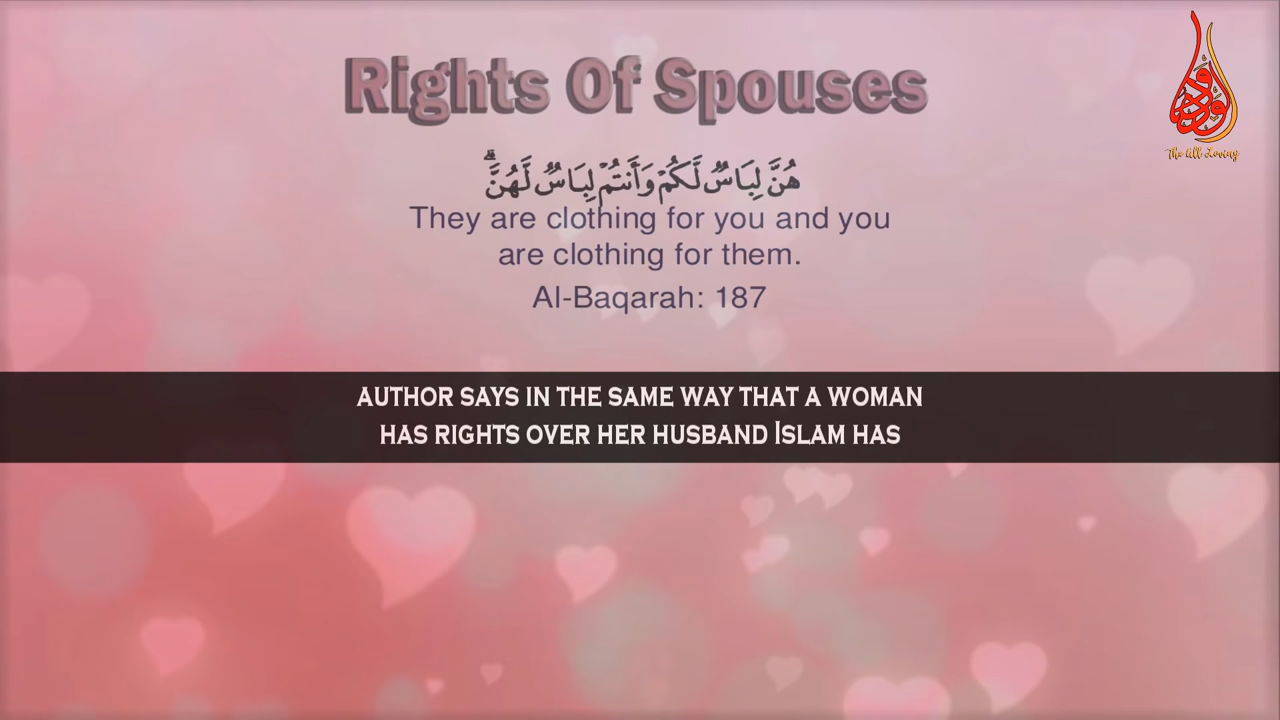 Rights Of Spouses
هُنَّ لِبَاسٌ لَّكُمْ وَأَنتُمْ لِبَاسٌ لَّهُنَّ ۗ
They are clothing for you and you
are clothing for them.
Al-Baqarah: 187
AUTHOR SAYS IN THE SAME WAY THAT A WOMAN
HAS RIGHTS OVER HER HUSBAND ISLAM HAS
The All Loving